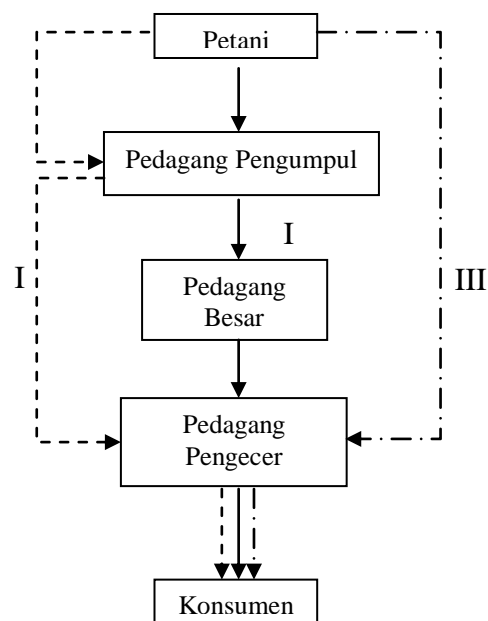 Petani
Pedagang Pengumpul
I
I
III
Pedagang
Besar
Pedagang
Pengecer
Konsumen